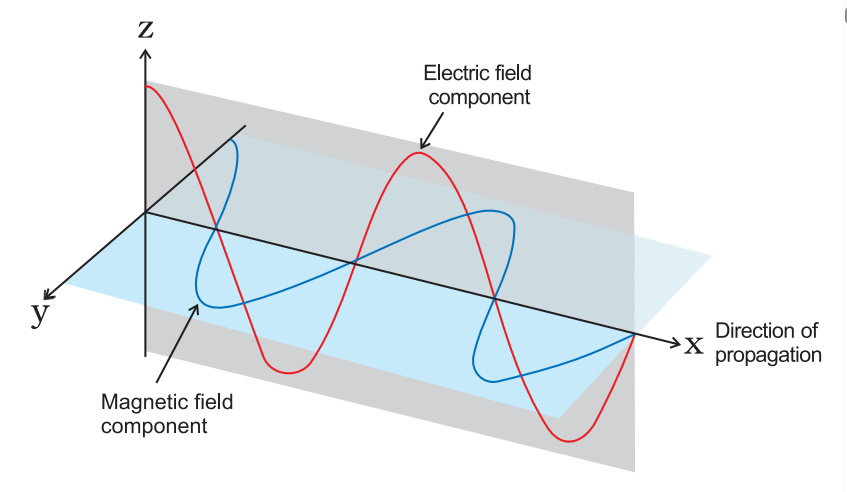 z
Electric field
component
y
x
Direction of
propagation
Magnetic field
component